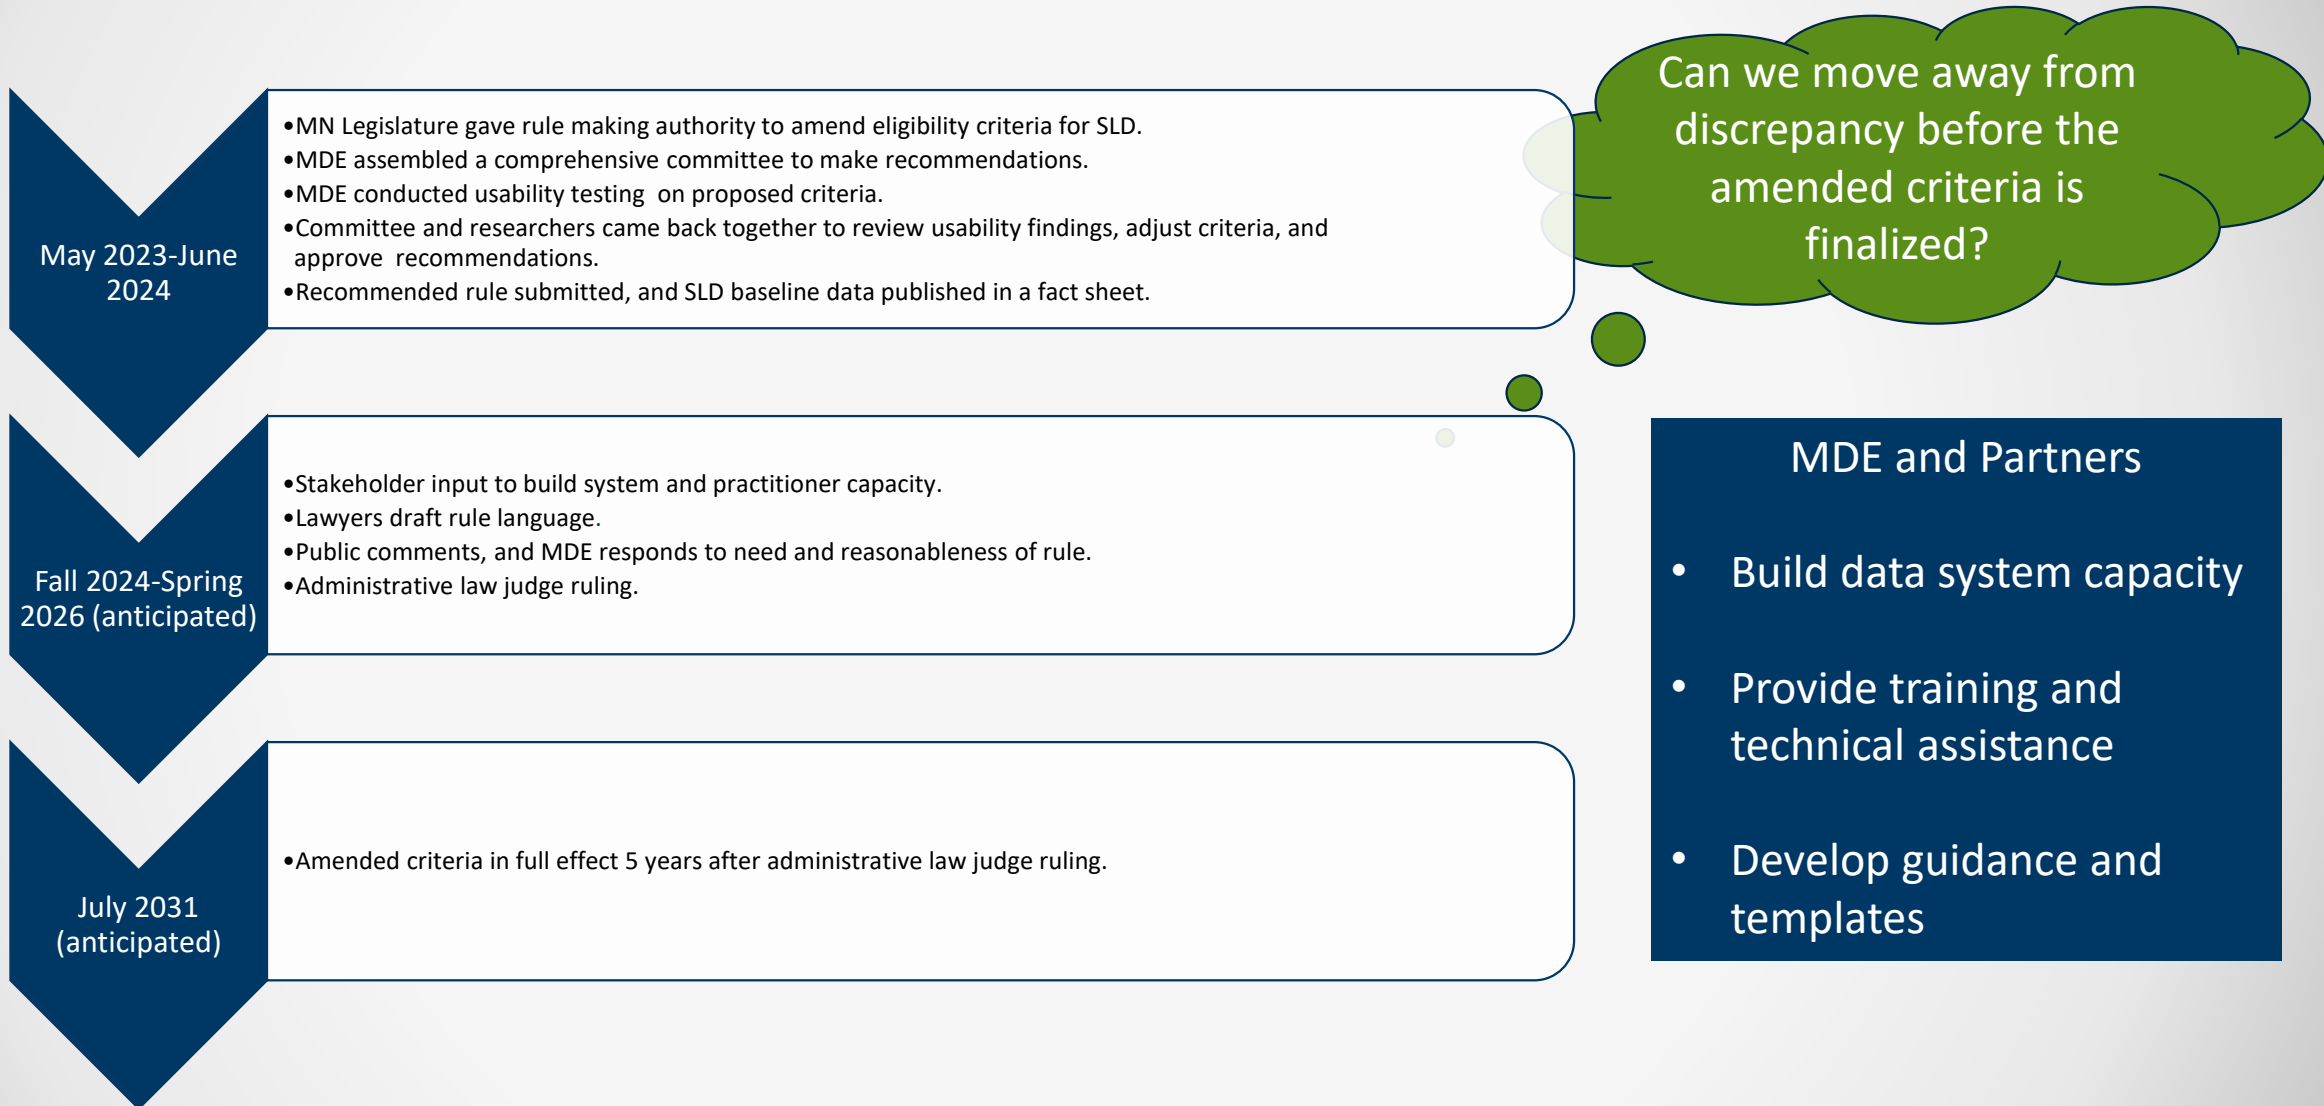 May 2023-June
2024
•MN Legislature gave rule making authority to amend eligibility criteria for SLD.
•MDE assembled a comprehensive committee to make recommendations.
•MDE conducted usability testing  on proposed criteria.
•Committee and researchers came back together to review usability findings, adjust criteria, and
approve  recommendations.
•Recommended rule submitted, and SLD baseline data published in a fact sheet.
Can we move away from
discrepancy before the
amended criteria is
finalized?
Fall 2024-Spring
2026 (anticipated)
•Stakeholder input to build system and practitioner capacity.
•Lawyers draft rule language.
•Public comments, and MDE responds to need and reasonableness of rule.
•Administrative law judge ruling.
July 2031
(anticipated)
•Amended criteria in full effect 5 years after administrative law judge ruling.
MDE and Partners
• Build data system capacity
• Provide training and
technical assistance
• Develop guidance and
templates